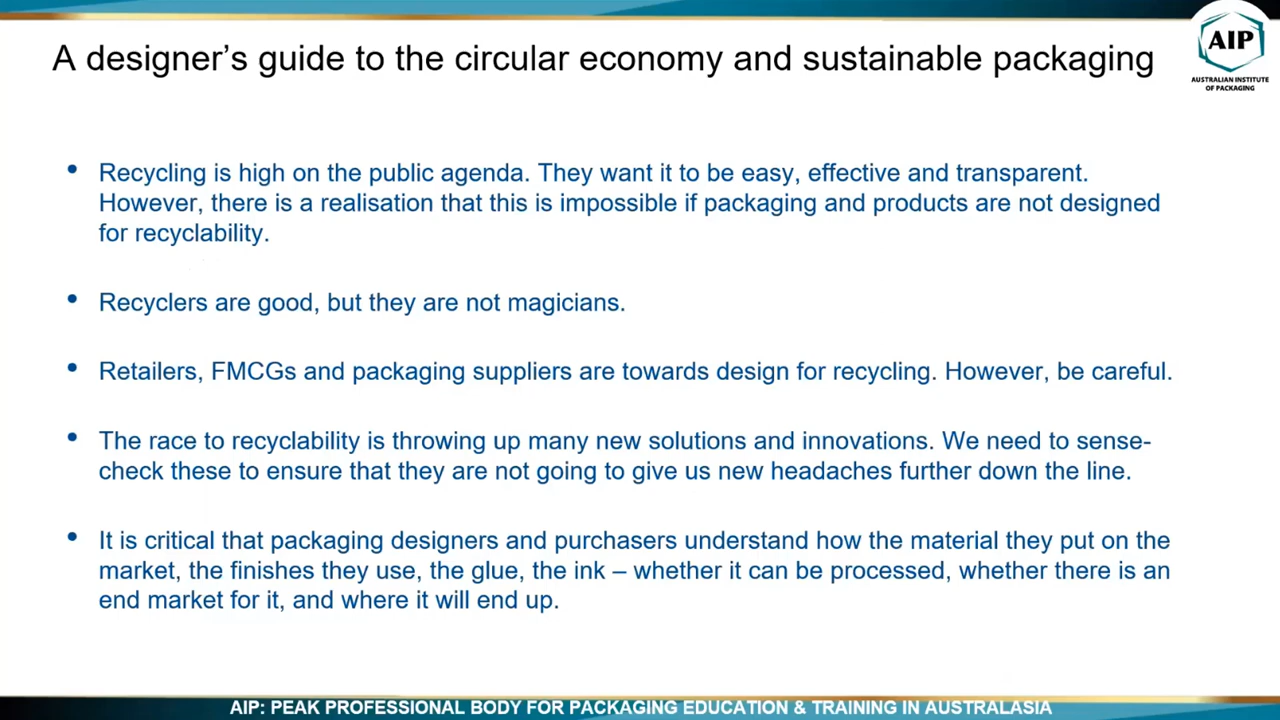 A designer’s guide to the circular economy and sustainable packaging
AIP
AUSTRALIAN INSTITUTE
OF PACKAGING
• Recycling is high on the public agenda. They want it to be easy, effective and transparent.
However, there is a realisation that this is impossible if packaging and products are not designed
for recyclability.
• Recyclers are good, but they are not magicians.
• Retailers, FMCGs and packaging suppliers are towards design for recycling. However, be careful.
• The race to recyclability is throwing up many new solutions and innovations. We need to sense-
check these to ensure that they are not going to give us new headaches further down the line.
• It is critical that packaging designers and purchasers understand how the material they put on the
market, the finishes they use, the glue, the ink – whether it can be processed, whether there is an
end market for it, and where it will end up.
AIP: PEAK PROFESSIONAL BODY FOR PACKAGING EDUCATION & TRAINING IN AUSTRALASIA